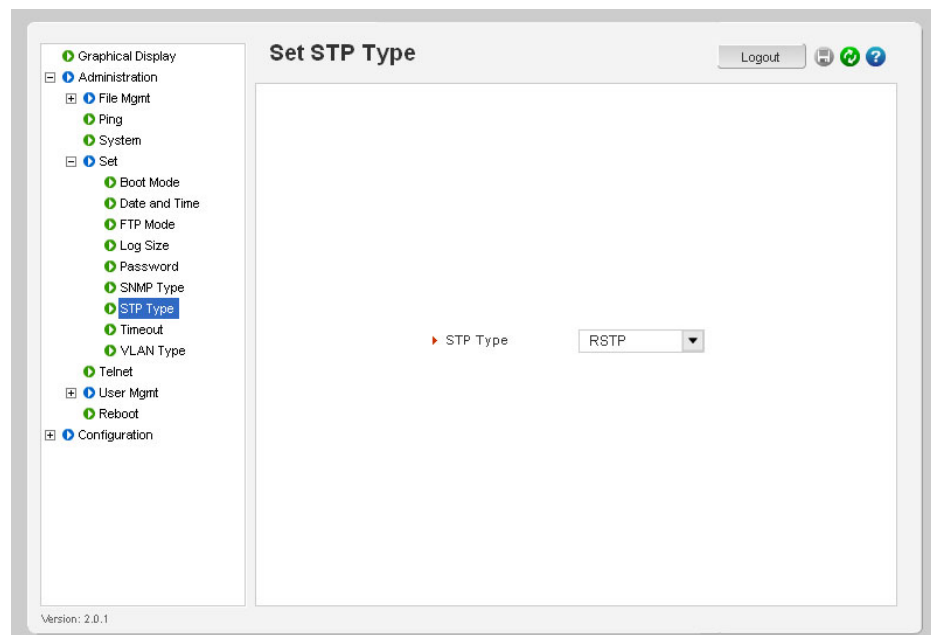 Set STP Type
Logout
Graphical Display
Administration
File Mgmt
Ping
System
Set
Boot Mode
Date and Time
FTP Mode
Log Size
Password
SNMP Type
STP Type
Timeout
VLAN Type
Telnet
User Mgmt
Reboot
Configuration
STP Type RSTP
Version: 2.0.1